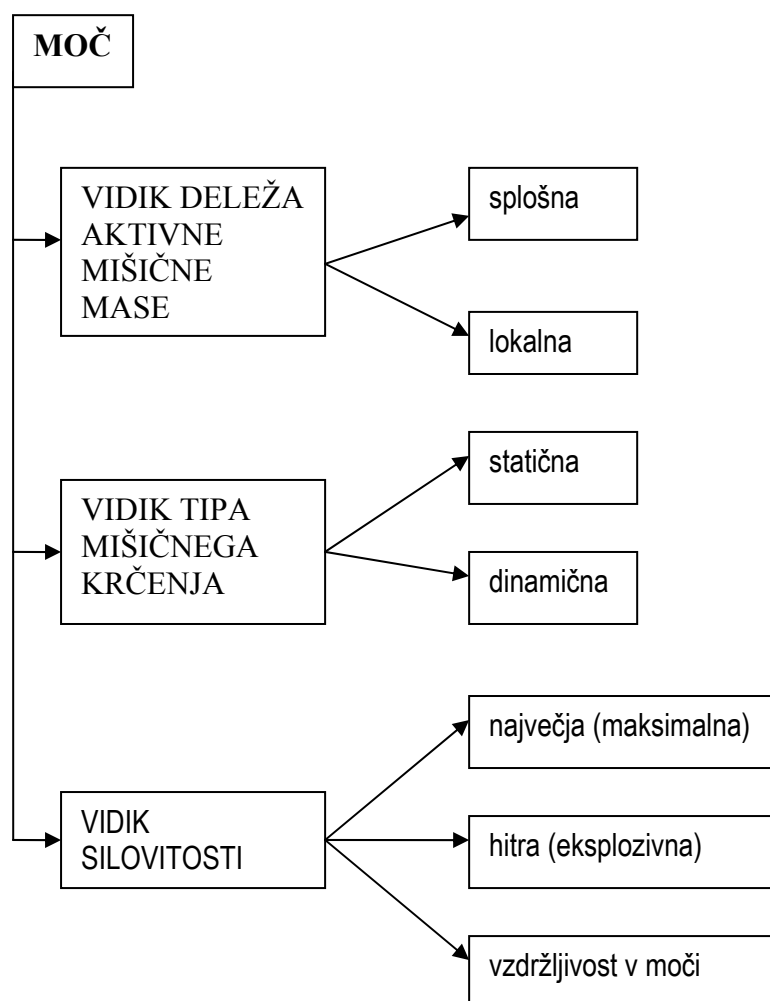 MOČ
VIDIK DELEŽA
AKTIVNE
MIŠIČNE
MASE
splošna
lokalna
VIDIK TIPA
MIŠIČNEGA
KRČENJA
statična
dinamična
VIDIK
SILOVITOSTI
največja (maksimalna)
hitra (eksplozivna)
vzdržljivost v moči